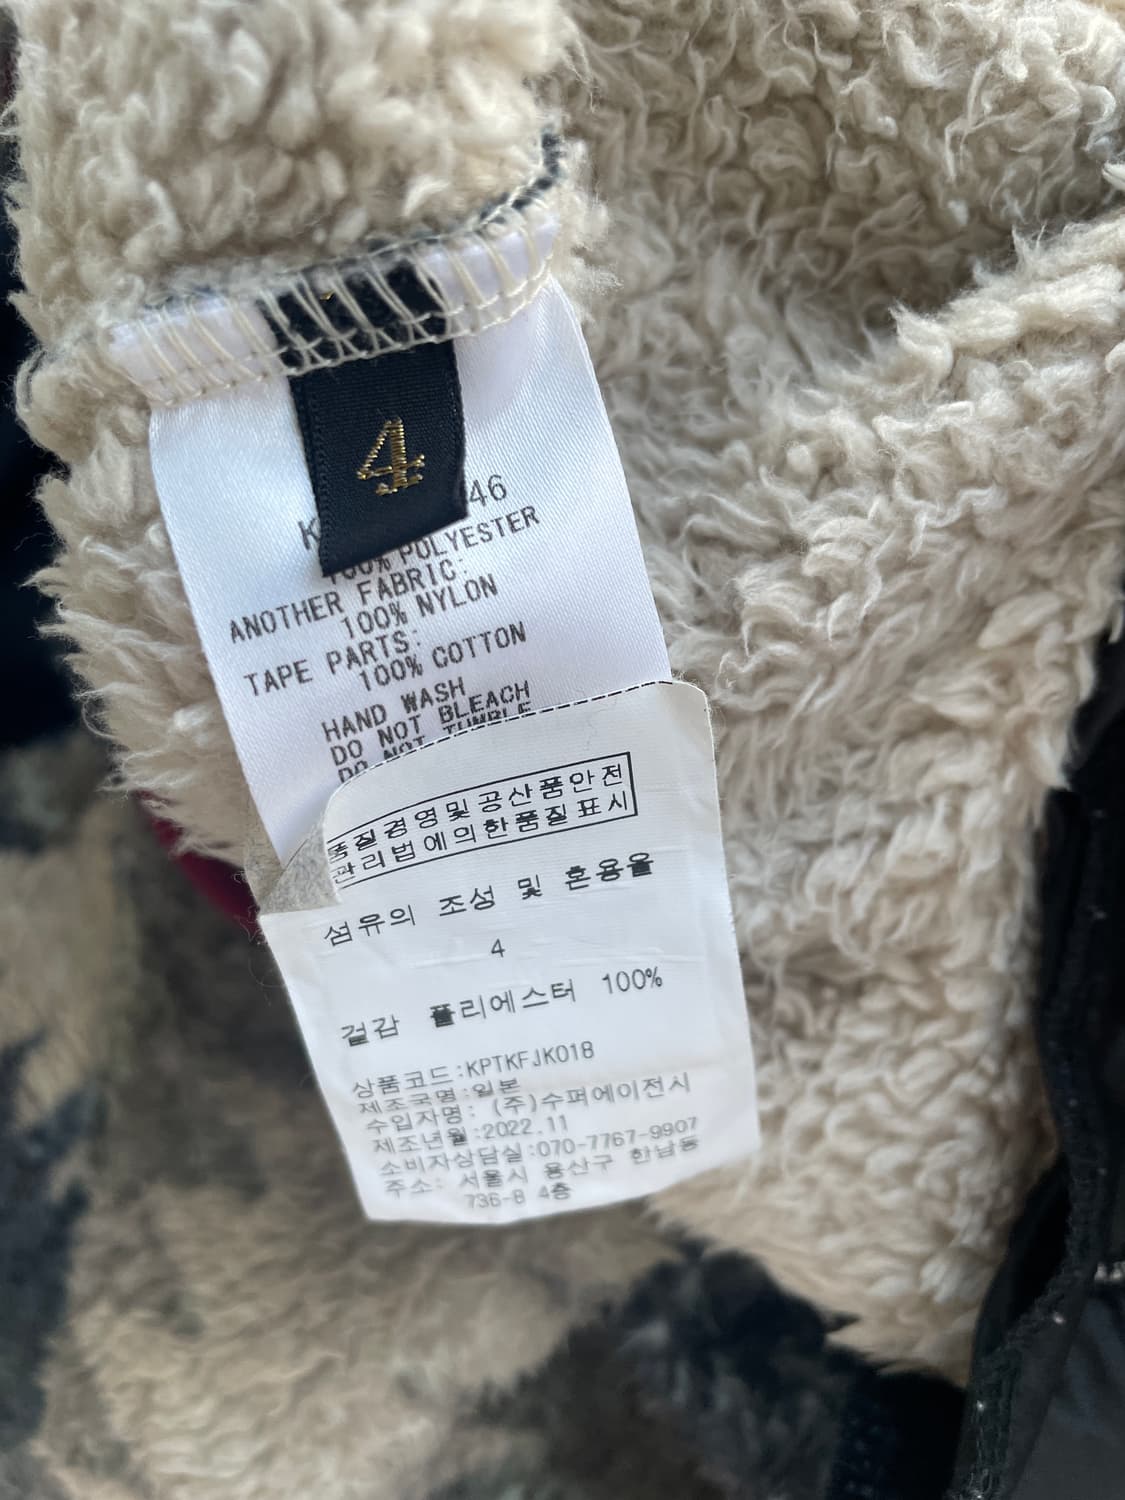 4
46
100% POLYESTER
ANOTHER FABRIC:
100% NYLON
TAPE PARTS:
100% COTTON
HAND WASH
DO NOT BLEACH
DO NOT TUMBLE
DO
품질경영및공산품안전
관리법에의한품질표시
섬유의 조성 및 혼용율
4
겉감 폴리에스터 100%
상품코드:KPTKFJK018
제조국명:일본
수입자명: (주)수퍼에이전시
제조년월:2022.11
소비자상담실:070-7767-9907
주소: 서울시 용산구 한남동
736-8 4층